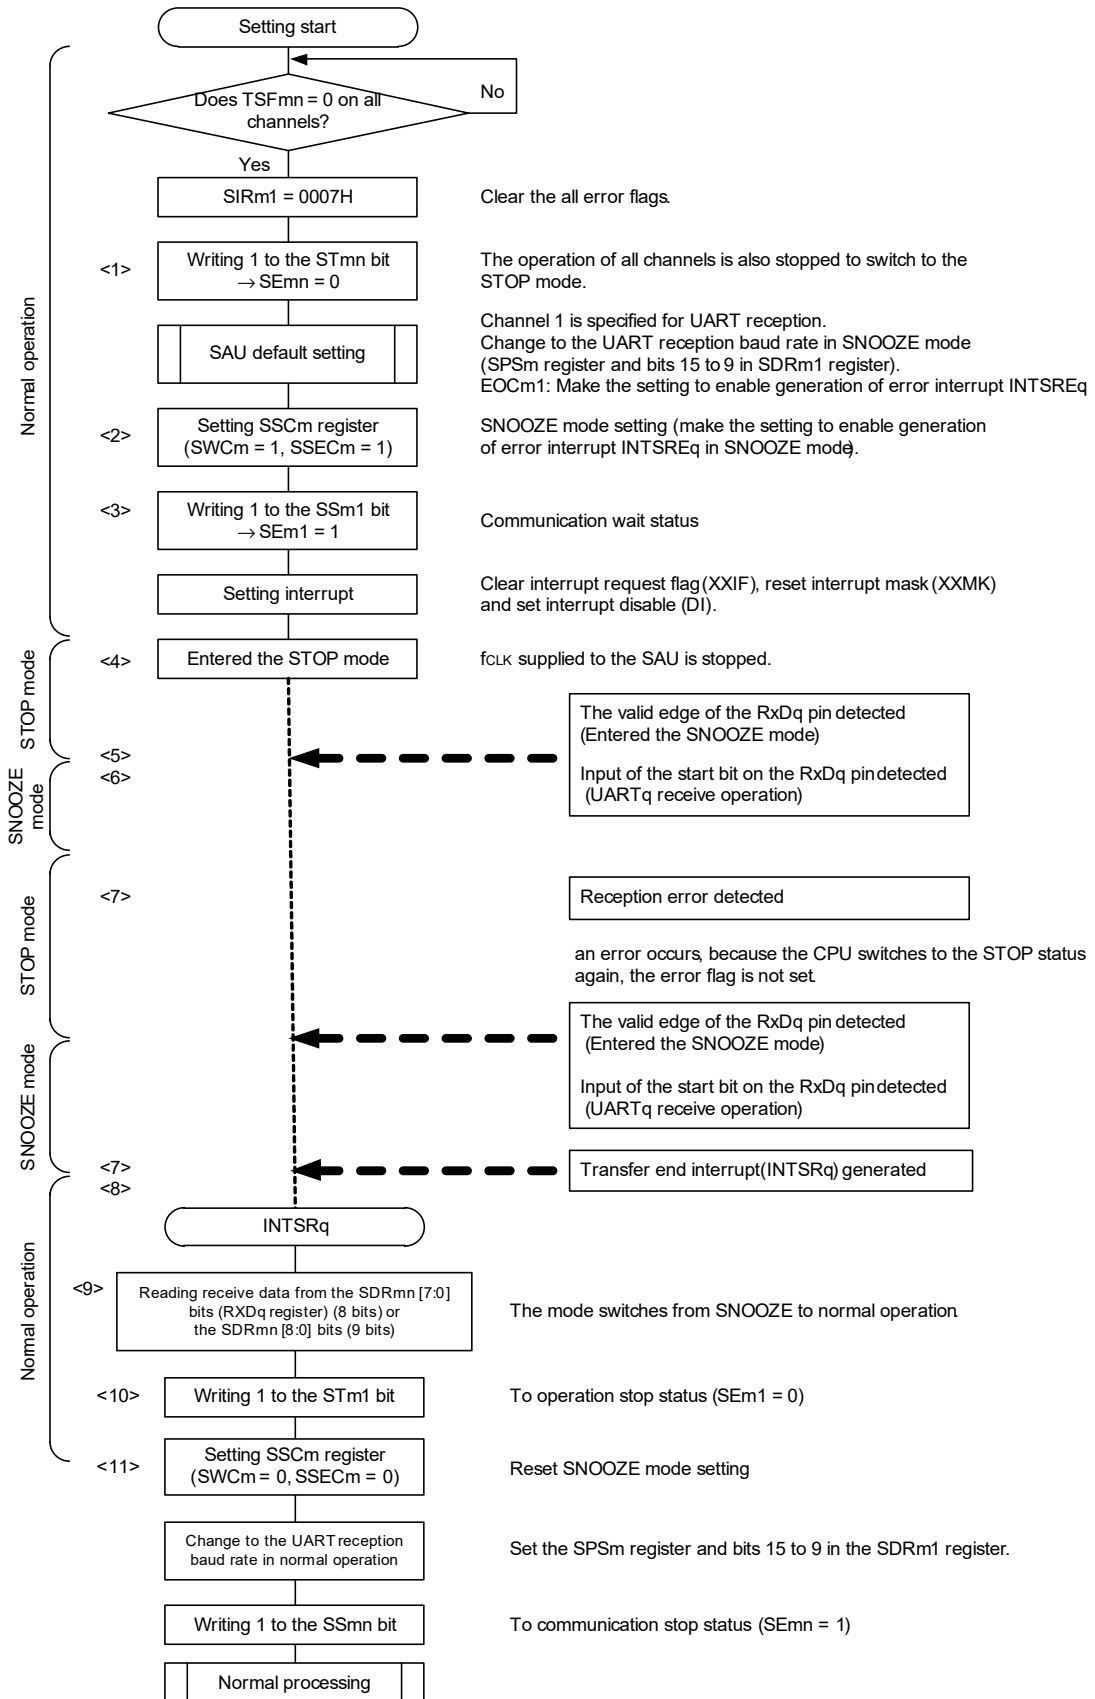 Setting start
No
Does TSFmn = 0 on all
channels?
Yes
SIRm1 = 0007H
Clear the all error flags.
<1>
Writing 1 to the STmn bit
→ SEmn = 0
The operation of all channels is also stopped to switch to the
STOP mode.
SAU default setting
Channel 1 is specified for UART reception.
Change to the UART reception baud rate in SNOOZE mode
(SPSm register and bits 15 to 9 in SDRm1 register).
EOCm1: Make the setting to enable generation of error interrupt INTSREq
Normal operation
<2>
Setting SSCm register
(SWCm = 1, SSECm = 1)
SNOOZE mode setting (make the setting to enable generation
of error interrupt INTSREq in SNOOZE mode).
<3>
Writing 1 to the SSm1 bit
→ SEm1 = 1
Communication wait status
Setting interrupt
Clear interrupt request flag (XXIF), reset interrupt mask (XXMK)
and set interrupt disable (DI).
<4>
Entered the STOP mode
fCLK supplied to the SAU is stopped.
STOP mode
The valid edge of the RxDq pin detected
(Entered the SNOOZE mode)
Input of the start bit on the RxDq pin detected
(UARTq receive operation)
<5>
<6>
SNOOZE
mode
<7>
Reception error detected
STOP mode
an error occurs, because the CPU switches to the STOP status
again, the error flag is not set.
The valid edge of the RxDq pin detected
(Entered the SNOOZE mode)
Input of the start bit on the RxDq pin detected
(UARTq receive operation)
SNOOZE mode
<7>
Transfer end interrupt (INTSRq) generated
<8>
INTSRq
Normal operation
<9>
Reading receive data from the SDRmn [7:0]
bits (RXDq register) (8 bits) or
the SDRmn [8:0] bits (9 bits)
The mode switches from SNOOZE to normal operation.
<10>
Writing 1 to the STm1 bit
To operation stop status (SEm1 = 0)
<11>
Setting SSCm register
(SWCm = 0, SSECm = 0)
Reset SNOOZE mode setting
Change to the UART reception
baud rate in normal operation
Set the SPSm register and bits 15 to 9 in the SDRm1 register.
Writing 1 to the SSmn bit
To communication stop status (SEmn = 1)
Normal processing